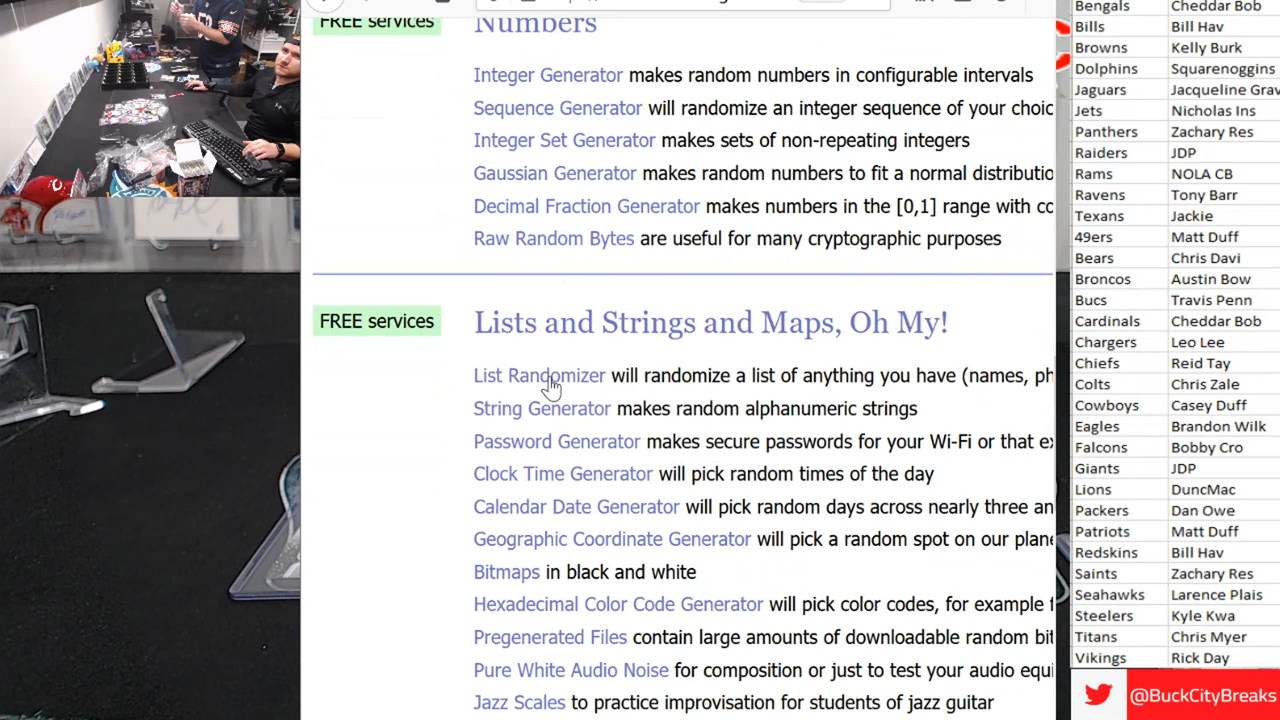 FREE services
Numbers
Integer Generator makes random numbers in configurable intervals
Sequence Generator will randomize an integer sequence of your choic
Integer Set Generator makes sets of non-repeating integers
Gaussian Generator makes random numbers to fit a normal distributio
Decimal Fraction Generator makes numbers in the [0,1] range with co
Raw Random Bytes are useful for many cryptographic purposes
FREE services
Lists and Strings and Maps, Oh My!
List Randomizer will randomize a list of anything you have (names, ph
String Generator makes random alphanumeric strings
Password Generator makes secure passwords for your Wi-Fi or that ex
Clock Time Generator will pick random times of the day
Calendar Date Generator will pick random days across nearly three an
Geographic Coordinate Generator will pick a random spot on our plane
Bitmaps in black and white
Hexadecimal Color Code Generator will pick color codes, for example f
Pregenerated Files contain large amounts of downloadable random bit
Pure White Audio Noise for composition or just to test your audio equi
Jazz Scales to practice improvisation for students of jazz guitar
Bengals Cheddar Bob
Bills Bill Hav
Browns Kelly Burk
Dolphins Squarenoggins
Jaguars Jacqueline Grav
Jets Nicholas Ins
Panthers Zachary Res
Raiders JDP
Rams NOLA CB
Ravens Tony Barr
Texans Jackie
49ers Matt Duff
Bears Chris Davi
Broncos Austin Bow
Bucs Travis Penn
Cardinals Cheddar Bob
Chargers Leo Lee
Chiefs Reid Tay
Colts Chris Zale
Cowboys Casey Duff
Eagles Brandon Wilk
Falcons Bobby Cro
Giants JDP
Lions DuncMac
Packers Dan Owe
Patriots Matt Duff
Redskins Bill Hav
Saints Zachary Res
Seahawks Larence Plais
Steelers Kyle Kwa
Titans Chris Myer
Vikings Rick Day
@BuckCityBreaks